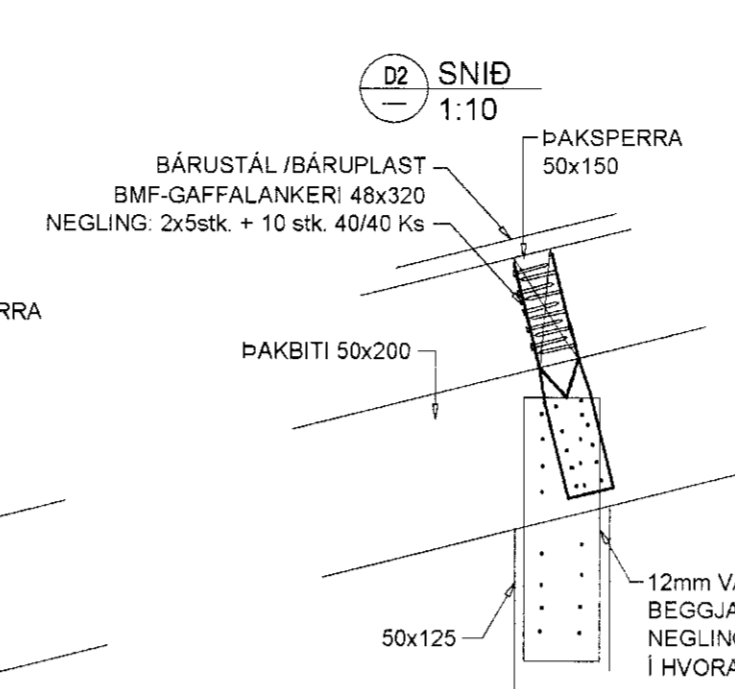 D2 SNIÐ
1:10
ÞAKSPERRA
50x150
BÁRUSTÁL /BÁRUPLAST
BMF-GAFFALANKERI 48x320
NEGLING: 2x5stk. + 10 stk. 40/40 Ks
RRA
ÞAKBITI 50x200
50x125
12mm VA
BEGGJA
NEGLING
Í HVORA